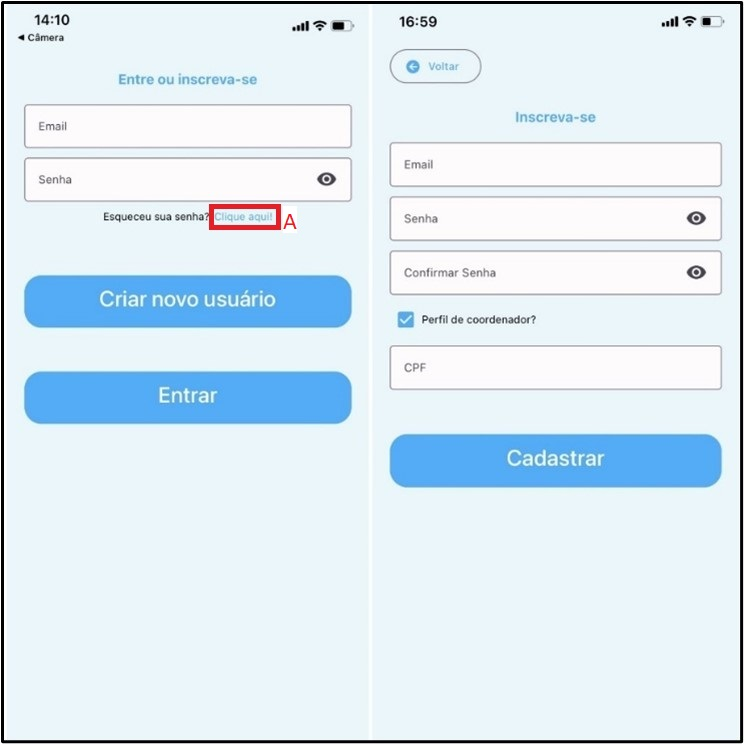 14:10
◀ Câmera
Entre ou inscreva-se
Email
Senha
Esqueceu sua senha? Clique aqui! A
Criar novo usuário
Entrar
16:59
Voltar
Inscreva-se
Email
Senha
Confirmar Senha
Perfil de coordenador?
CPF
Cadastrar